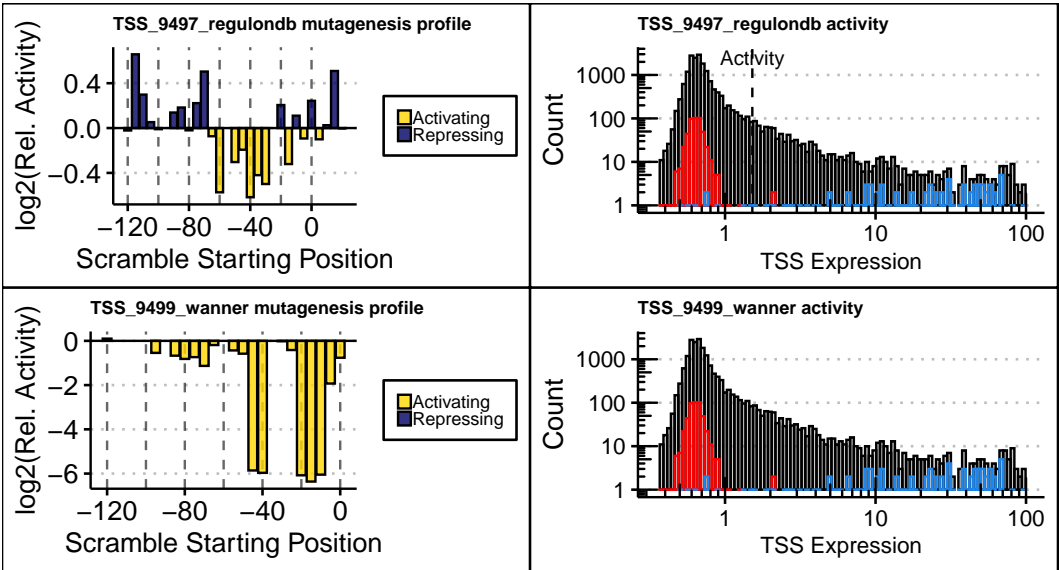 TSS_9497_regulondb mutagenesis profile
log2(Rel. Activity)
0.4
0.0
−0.4
−120
−80
−40
0
Scramble Starting Position
Activating
Repressing
TSS_9497_regulondb activity
Activity
Count
1000
100
10
1
1
10
100
TSS Expression
TSS_9499_wanner mutagenesis profile
log2(Rel. Activity)
0
−2
−4
−6
−120
−80
−40
0
Scramble Starting Position
Activating
Repressing
TSS_9499_wanner activity
Count
1000
100
10
1
1
10
100
TSS Expression